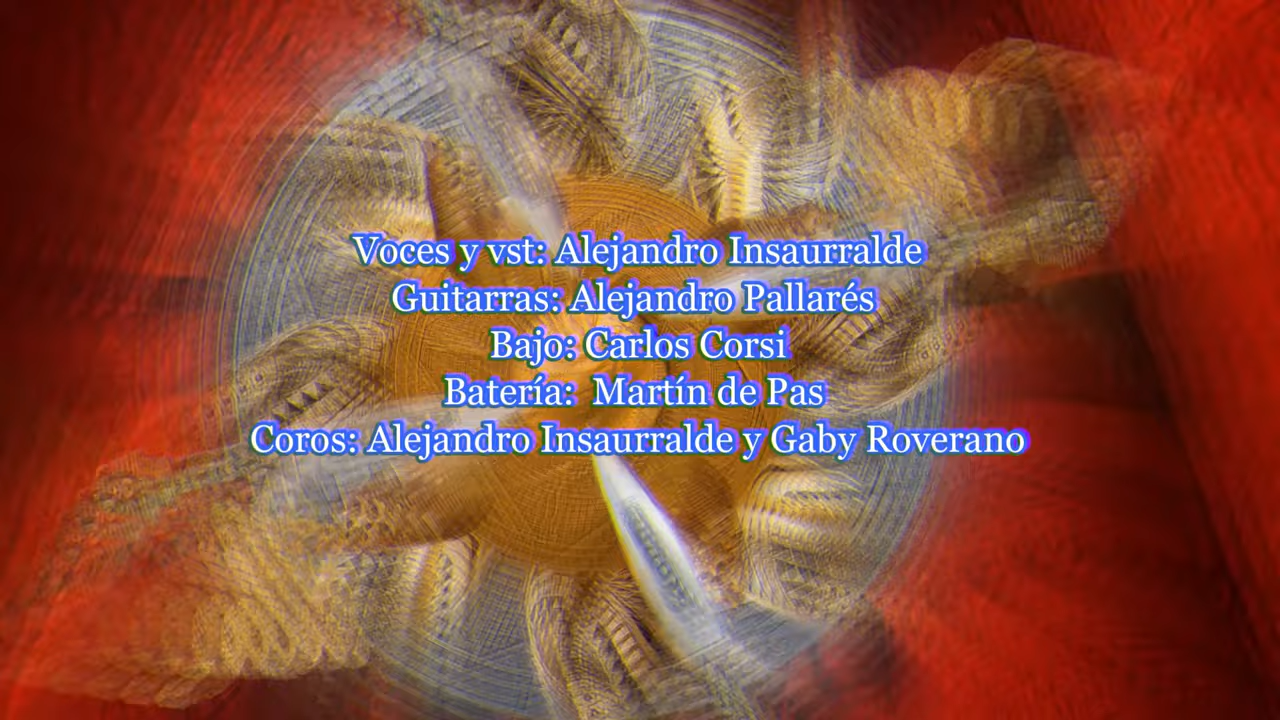 Voces y vst: Alejandro Insaurralde
Guitarras: Alejandro Pallarés
Bajo: Carlos Corsi
Batería:  Martín de Pas
Coros: Alejandro Insaurralde y Gaby Roverano